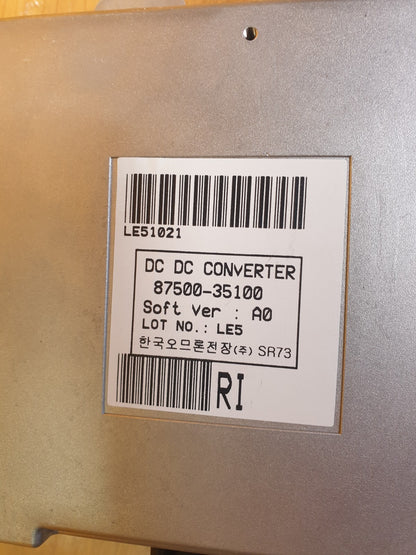 LE51021
DC DC CONVERTER
87500-35100
Soft Ver : A0
LOT NO.: LE5
한국오므론전장(주) SR73
RI